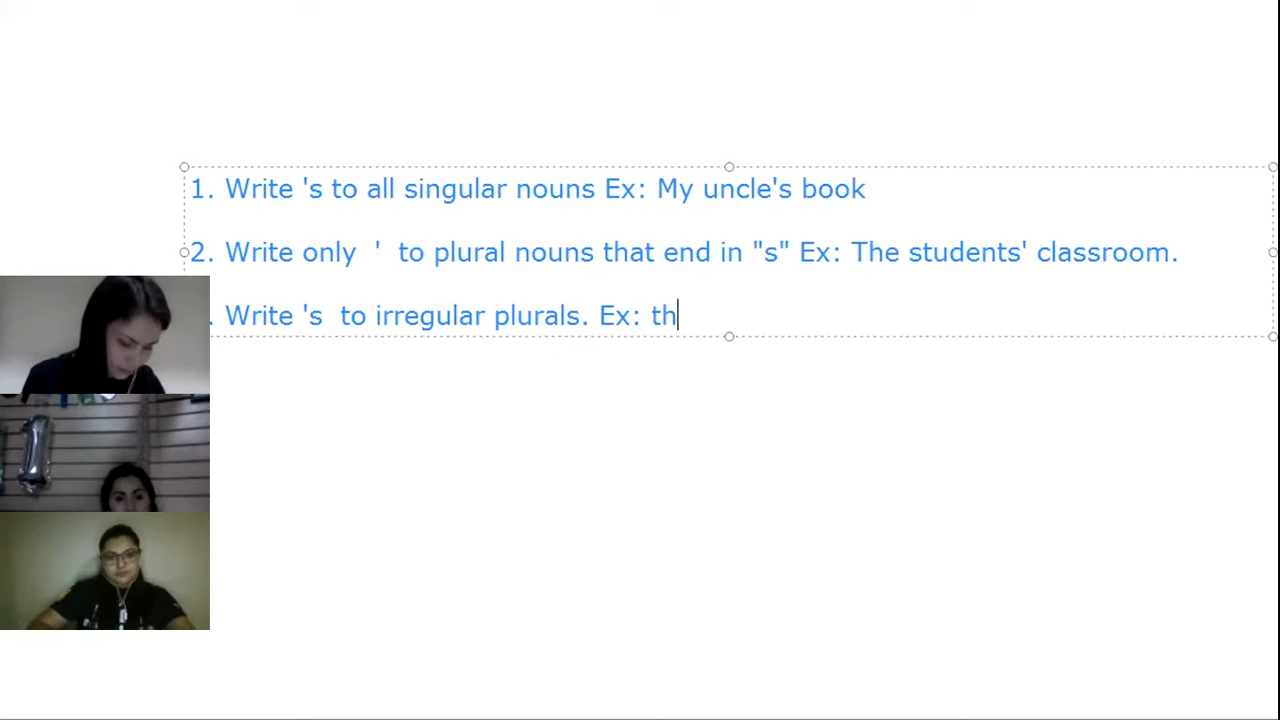 1. Write 's to all singular nouns Ex: My uncle's book
2. Write only ' to plural nouns that end in "s" Ex: The students' classroom.
. Write 's to irregular plurals. Ex: th